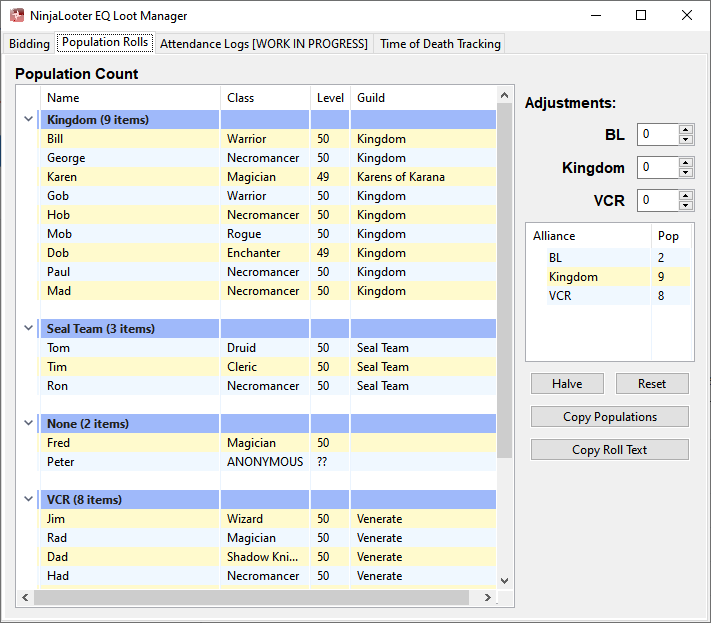 NinjaLooter EQ Loot Manager
Bidding Population Rolls Attendance Logs [WORK IN PROGRESS] Time of Death Tracking
Population Count
Name Class Level Guild
Kingdom (9 items)
Bill Warrior 50 Kingdom
George Necromancer 50 Kingdom
Karen Magician 49 Karens of Karana
Gob Warrior 50 Kingdom
Hob Necromancer 50 Kingdom
Mob Rogue 50 Kingdom
Dob Enchanter 49 Kingdom
Paul Necromancer 50 Kingdom
Mad Necromancer 50 Kingdom
Seal Team (3 items)
Tom Druid 50 Seal Team
Tim Cleric 50 Seal Team
Ron Necromancer 50 Seal Team
None (2 items)
Fred Magician 50
Peter ANONYMOUS ??
VCR (8 items)
Jim Wizard 50 Venerate
Rad Magician 50 Venerate
Dad Shadow Kni... 50 Venerate
Had Necromancer 50 Venerate
Adjustments:
BL 0
Kingdom 0
VCR 0
Alliance Pop
BL 2
Kingdom 9
VCR 8
Halve Reset
Copy Populations
Copy Roll Text